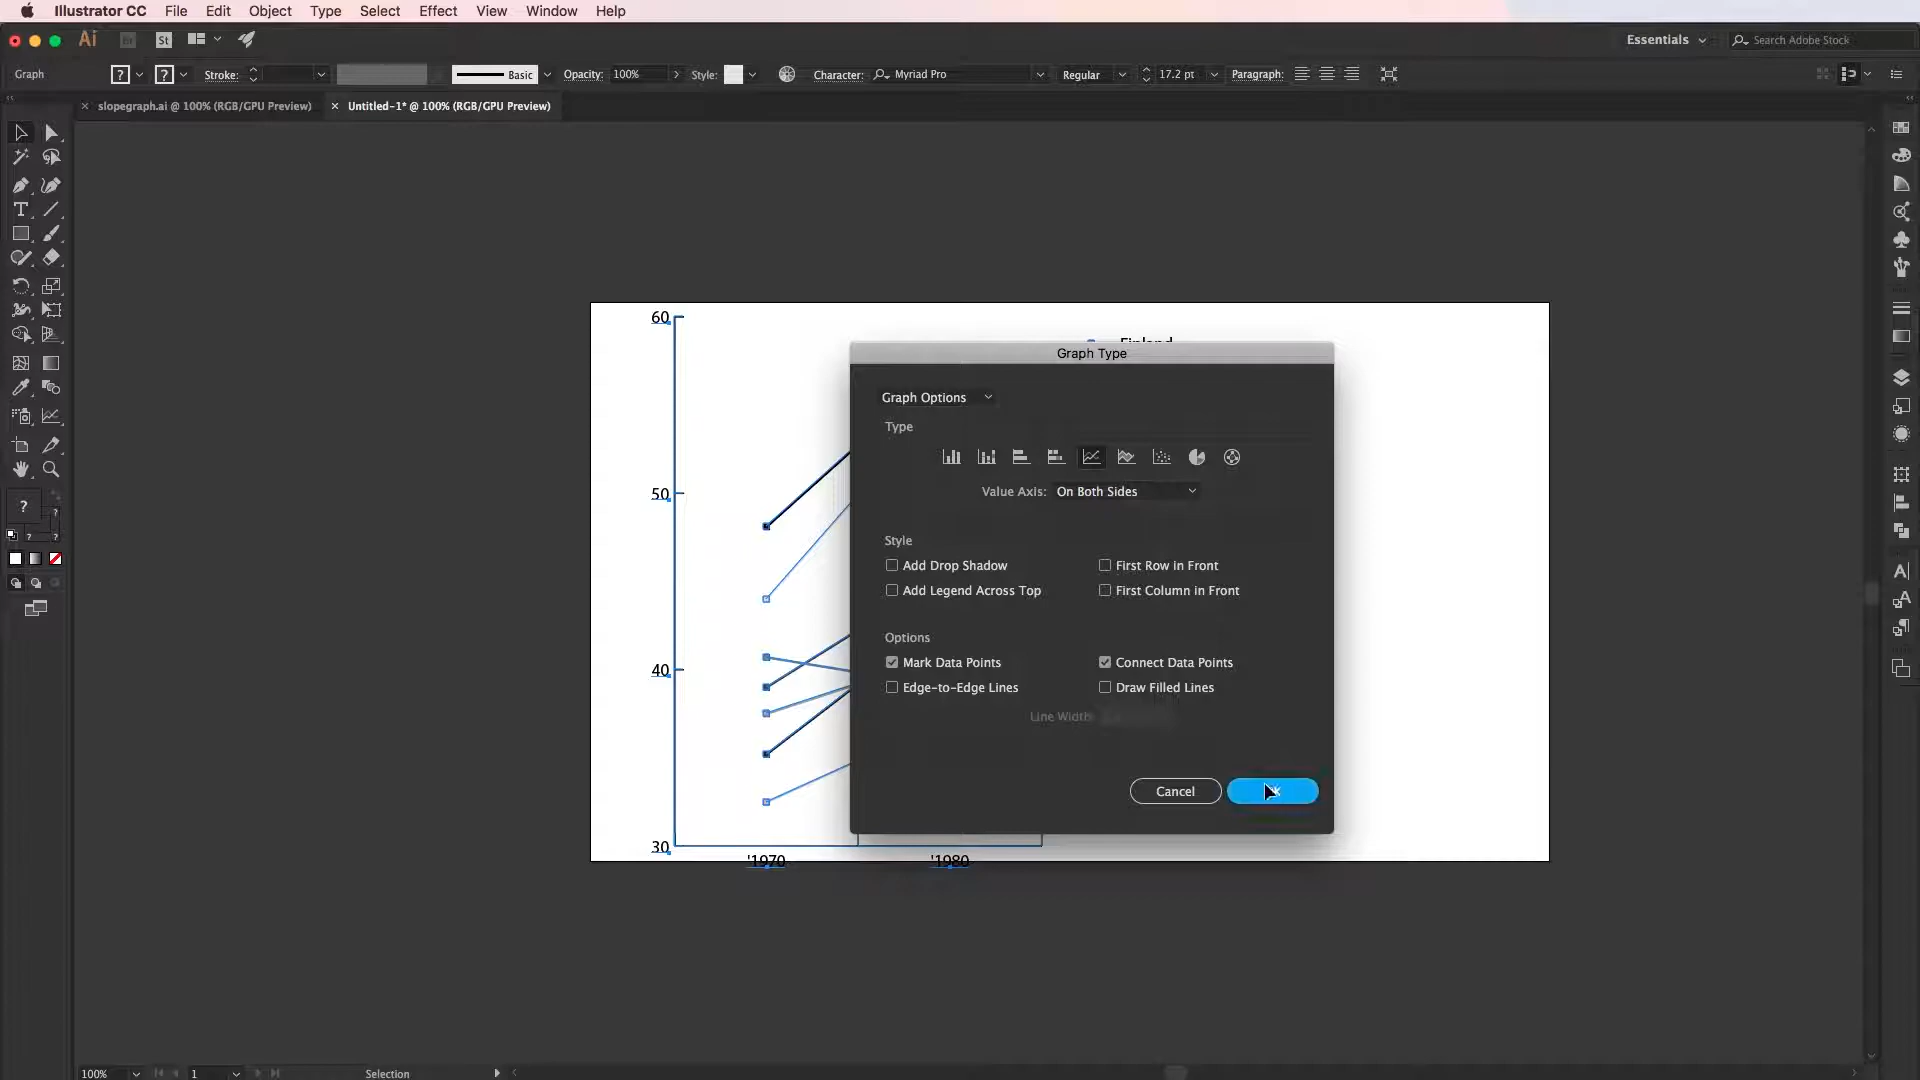 Illustrator CC File Edit Object Type Select Effect View Window Help
Ai Br St Essentials Search Adobe Stock
Graph ? ? Stroke: Basic Opacity: 100% Style: Character: Myriad Pro Regular 17.2 pt Paragraph:
× slopegraph.ai @ 100% (RGB/GPU Preview) × Untitled-1* @ 100% (RGB/GPU Preview)
60
50
40
30
'1970 '1980
Finland
Graph Type
Graph Options
Type
Value Axis: On Both Sides
Style
Add Drop Shadow First Row in Front
Add Legend Across Top First Column in Front
Options
Mark Data Points Connect Data Points
Edge-to-Edge Lines Draw Filled Lines
Line Width:
Cancel
? ?
? ?
100% 1 Selection